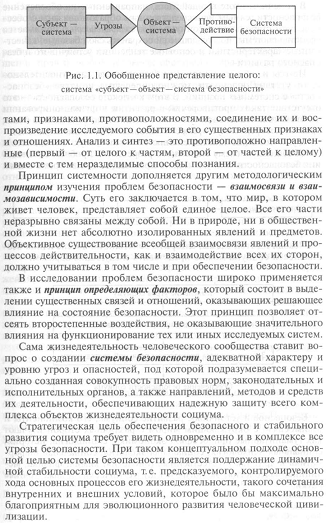 Субъект —
система
Угрозы
Объект —
система
Противо-
действие
Система
безопасности
Рис. 1.1. Обобщенное представление целого:
система «субъект — объект — система безопасности»
тами, признаками, противоположностями, соединение их и вос-
произведение исследуемого события в его существенных признаках
и отношениях. Анализ и синтез — это противоположно направлен-
ные (первый — от целого к частям, второй — от частей к целому)
и вместе с тем неразделимые способы познания.
Принцип системности дополняется другим методологическим
принципом изучения проблем безопасности — взаимосвязи и взаи-
мозависимости. Суть его заключается в том, что мир, в котором
живет человек, представляет собой единое целое. Все его части
неразрывно связаны между собой. Ни в природе, ни в обществен-
ной жизни нет абсолютно изолированных явлений и предметов.
Объективное существование всеобщей взаимосвязи явлений и про-
цессов действительности, как и взаимодействие всех их сторон,
должно учитываться в том числе и при обеспечении безопасности.
В исследовании проблем безопасности широко применяется
также и принцип определяющих факторов, который состоит в выде-
лении существенных связей и отношений, оказывающих решающее
влияние на состояние безопасности. Этот принцип позволяет от-
сеять второстепенные воздействия, не оказывающие значительного
влияния на функционирование тех или иных исследуемых систем.
Сама жизнедеятельность человеческого сообщества ставит во-
прос о создании системы безопасности, адекватной характеру и
уровню угроз и опасностей, под которой подразумевается специ-
ально созданная совокупность правовых норм, законодательных и
исполнительных органов, а также направлений, методов и средств
их деятельности, обеспечивающих надежную защиту всего ком-
плекса объектов жизнедеятельности социума.
Стратегическая цель обеспечения безопасного и стабильного
развития социума требует видеть одновременно и в комплексе все
угрозы безопасности. При таком концептуальном подходе основ-
ной целью системы безопасности является поддержание динамич-
ной стабильности социума, т.е. предсказуемого, контролируемого
хода основных процессов его жизнедеятельности, такого сочетания
внутренних и внешних условий, которое было бы максимально
благоприятным для эволюционного развития человеческой циви-
лизации.